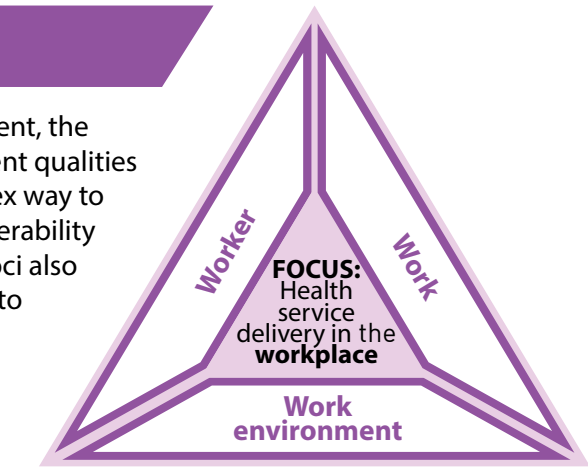 ent, the
ent qualities
ex way to
erability
oci also
to
Worker
Work
FOCUS:
Health
service
delivery in the
workplace
Work
environment